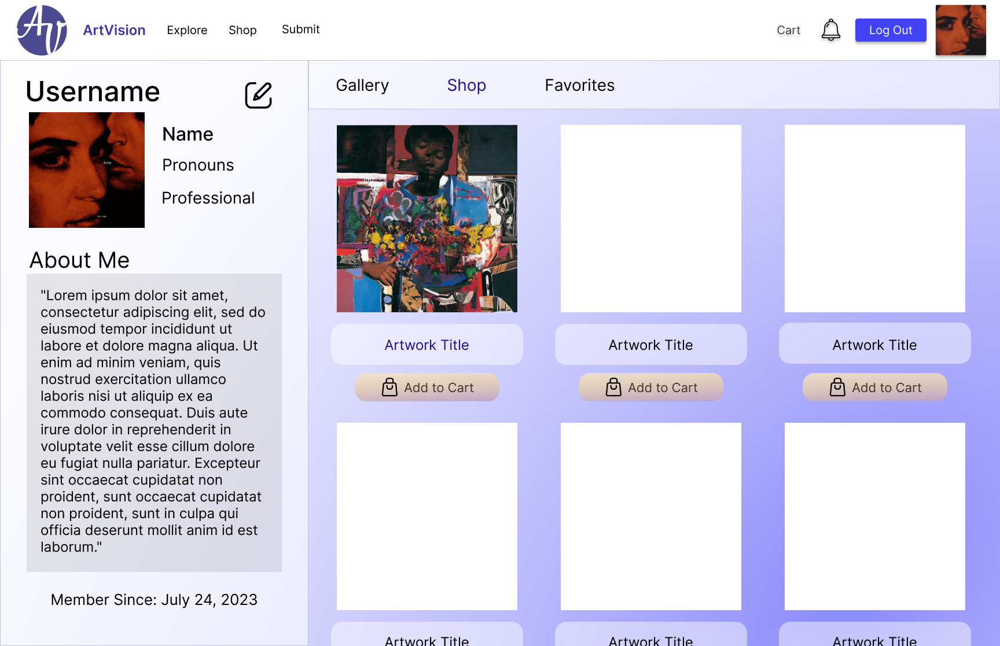 AV
ArtVision
Explore
Shop
Submit
Cart
Log Out
Username
Name
Pronouns
Professional
feist
About Me
"Lorem ipsum dolor sit amet,
consectetur adipiscing elit, sed do
eiusmod tempor incididunt ut
labore et dolore magna aliqua. Ut
enim ad minim veniam, quis
nostrud exercitation ullamco
laboris nisi ut aliquip ex ea
commodo consequat. Duis aute
irure dolor in reprehenderit in
voluptate velit esse cillum dolore
eu fugiat nulla pariatur. Excepteur
sint occaecat cupidatat non
proident, sunt occaecat cupidatat
non proident, sunt in culpa qui
officia deserunt mollit anim id est
laborum."
Member Since: July 24, 2023
Gallery
Shop
Favorites
Artwork Title
Artwork Title
Artwork Title
Add to Cart
Add to Cart
Add to Cart
Artwork Title
Artwork Title
Artwork Title